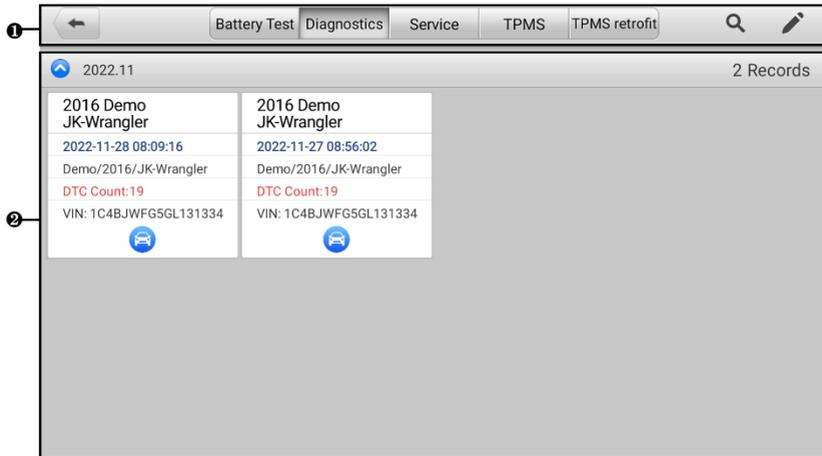 ❶
Battery Test Diagnostics Service TPMS TPMS retrofit
2022.11 2 Records
2016 Demo
JK-Wrangler
2022-11-28 08:09:16
Demo/2016/JK-Wrangler
DTC Count:19
VIN: 1C4BJWFG5GL131334
2016 Demo
JK-Wrangler
2022-11-27 08:56:02
Demo/2016/JK-Wrangler
DTC Count:19
VIN: 1C4BJWFG5GL131334
❷